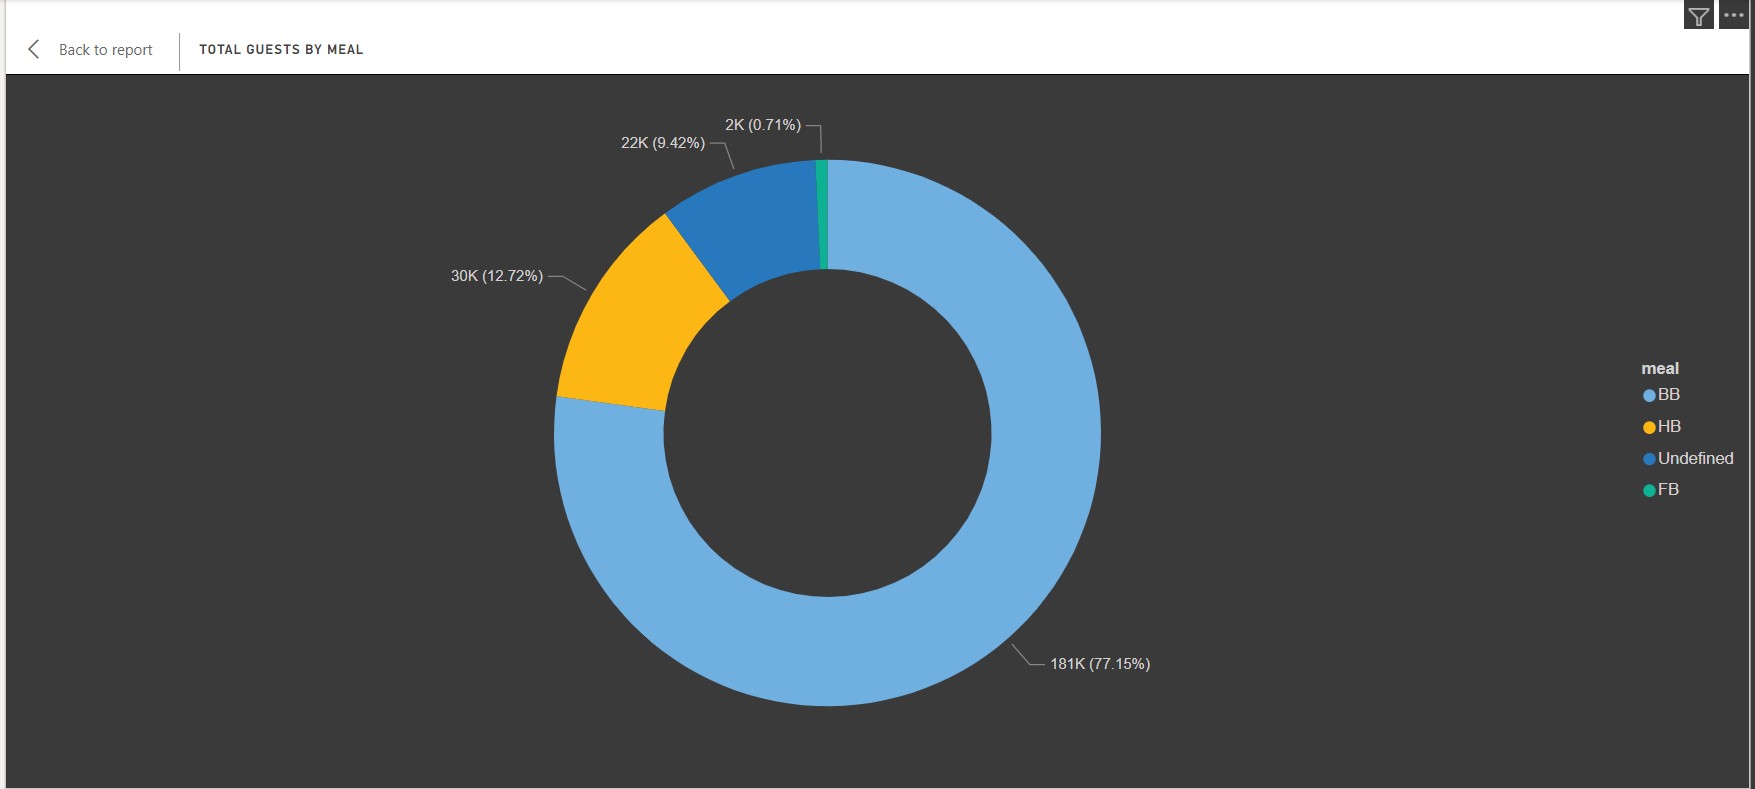 Back to report
TOTAL GUESTS BY MEAL
2K (0.71%)
22K (9.42%)
30K (12.72%)
181K (77.15%)
meal
BB
HB
Undefined
FB